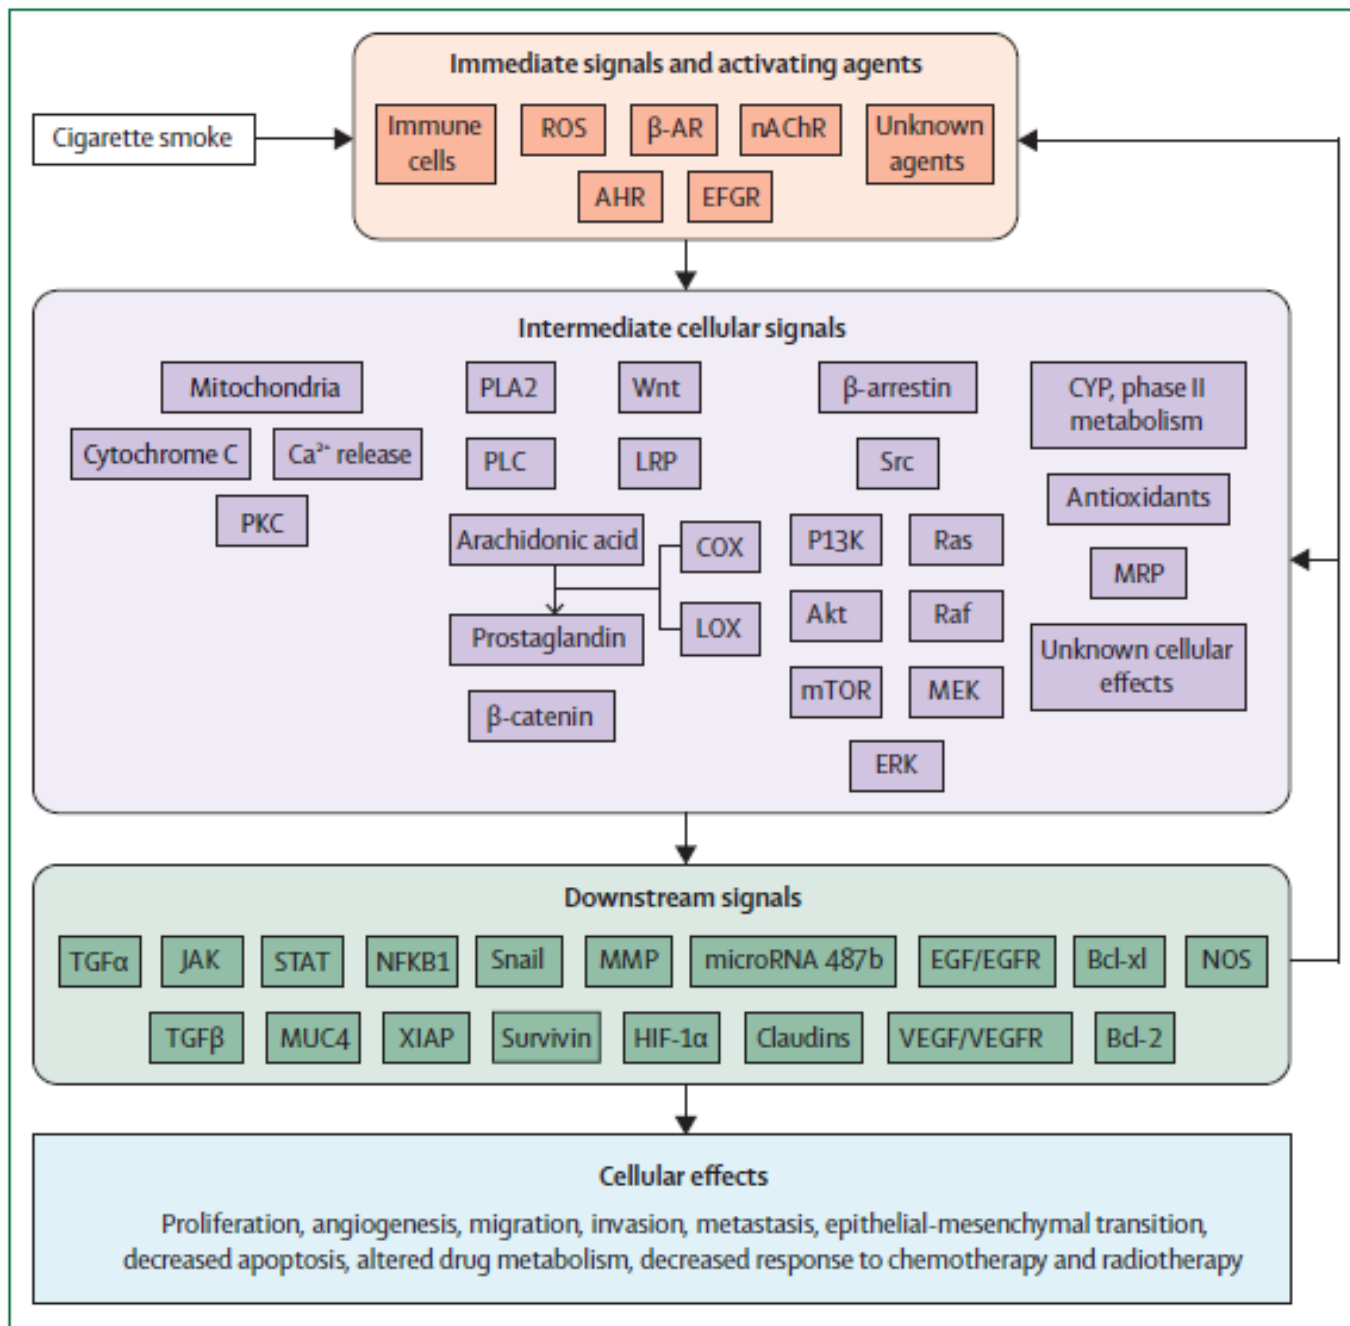 Immediate signals and activating agents
Cigarette smoke
Immune
cells
ROS
β-AR
nAChR
Unknown
agents
AHR
EFGR
Intermediate cellular signals
Mitochondria
PLA2
Wnt
β-arrestin
CYP, phase II
metabolism
Cytochrome C
Ca²⁺ release
PLC
LRP
Src
PKC
Antioxidants
Arachidonic acid
COX
P13K
Ras
MRP
Prostaglandin
LOX
Akt
Raf
Unknown cellular
effects
β-catenin
mTOR
MEK
ERK
Downstream signals
TGFα
JAK
STAT
NFKB1
Snail
MMP
microRNA 487b
EGF/EGFR
Bcl-xl
NOS
TGFβ
MUC4
XIAP
Survivin
HIF-1α
Claudins
VEGF/VEGFR
Bcl-2
Cellular effects
Proliferation, angiogenesis, migration, invasion, metastasis, epithelial-mesenchymal transition,
decreased apoptosis, altered drug metabolism, decreased response to chemotherapy and radiotherapy